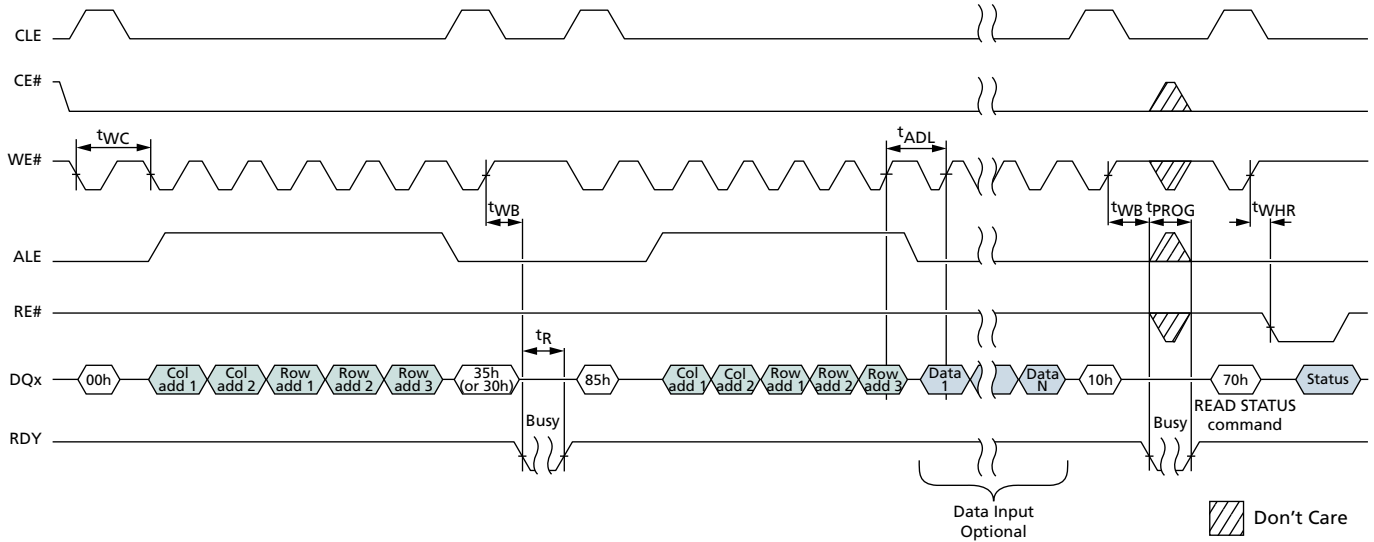 CLE
CE#
tWC
tADL
WE#
tWB
tWB
tPROG
tWHR
ALE
RE#
tR
DQx
00h
Col add 1
Col add 2
Row add 1
Row add 2
Row add 3
35h (or 30h)
85h
Col add 1
Col add 2
Row add 1
Row add 2
Row add 3
Data 1
Data N
10h
70h
Status
READ STATUS command
RDY
Busy
Busy
Data Input
Optional
Don't Care